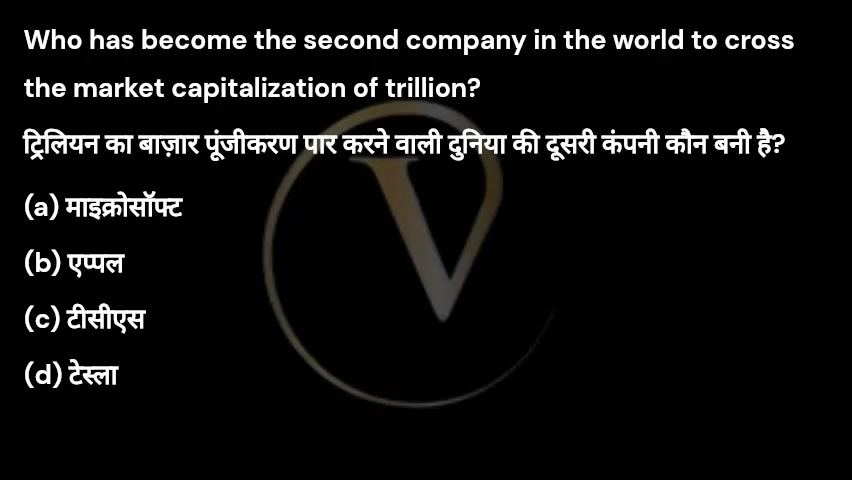 Who has become the second company in the world to cross
the market capitalization of trillion?
ट्रिलियन का बाज़ार पूंजीकरण पार करने वाली दुनिया की दूसरी कंपनी कौन बनी है?
(a) माइक्रोसॉफ्ट
(b) एप्पल
(c) टीसीएस
(d) टेस्ला